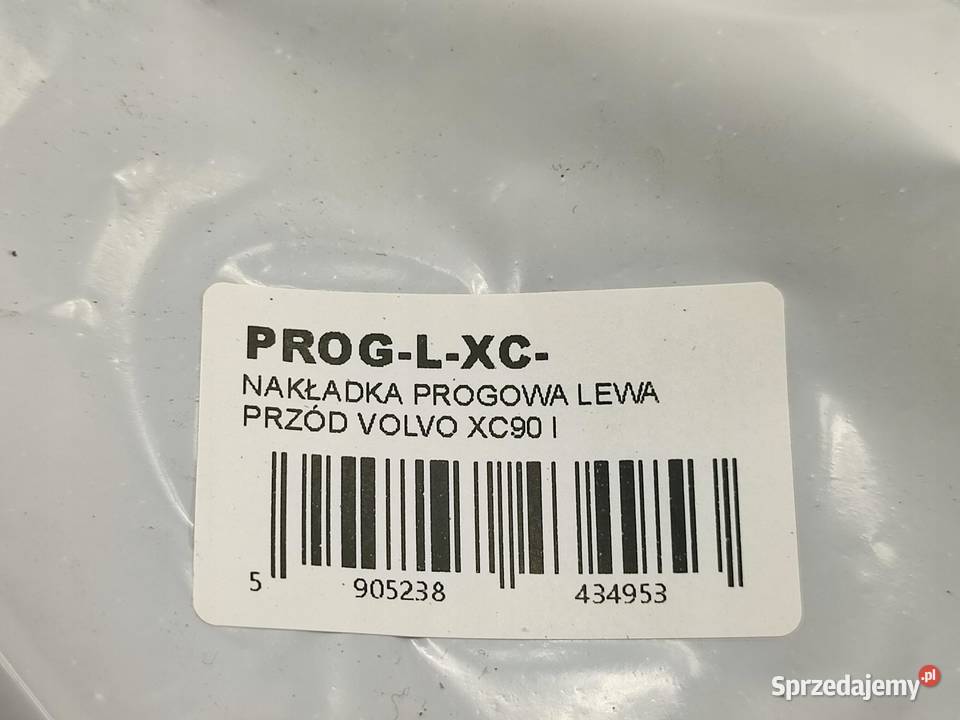 PROG-L-XC-
NAKŁADKA PROGOWA LEWA
PRZÓD VOLVO XC90 I
5 905238 434953
Sprzedajemy.pl